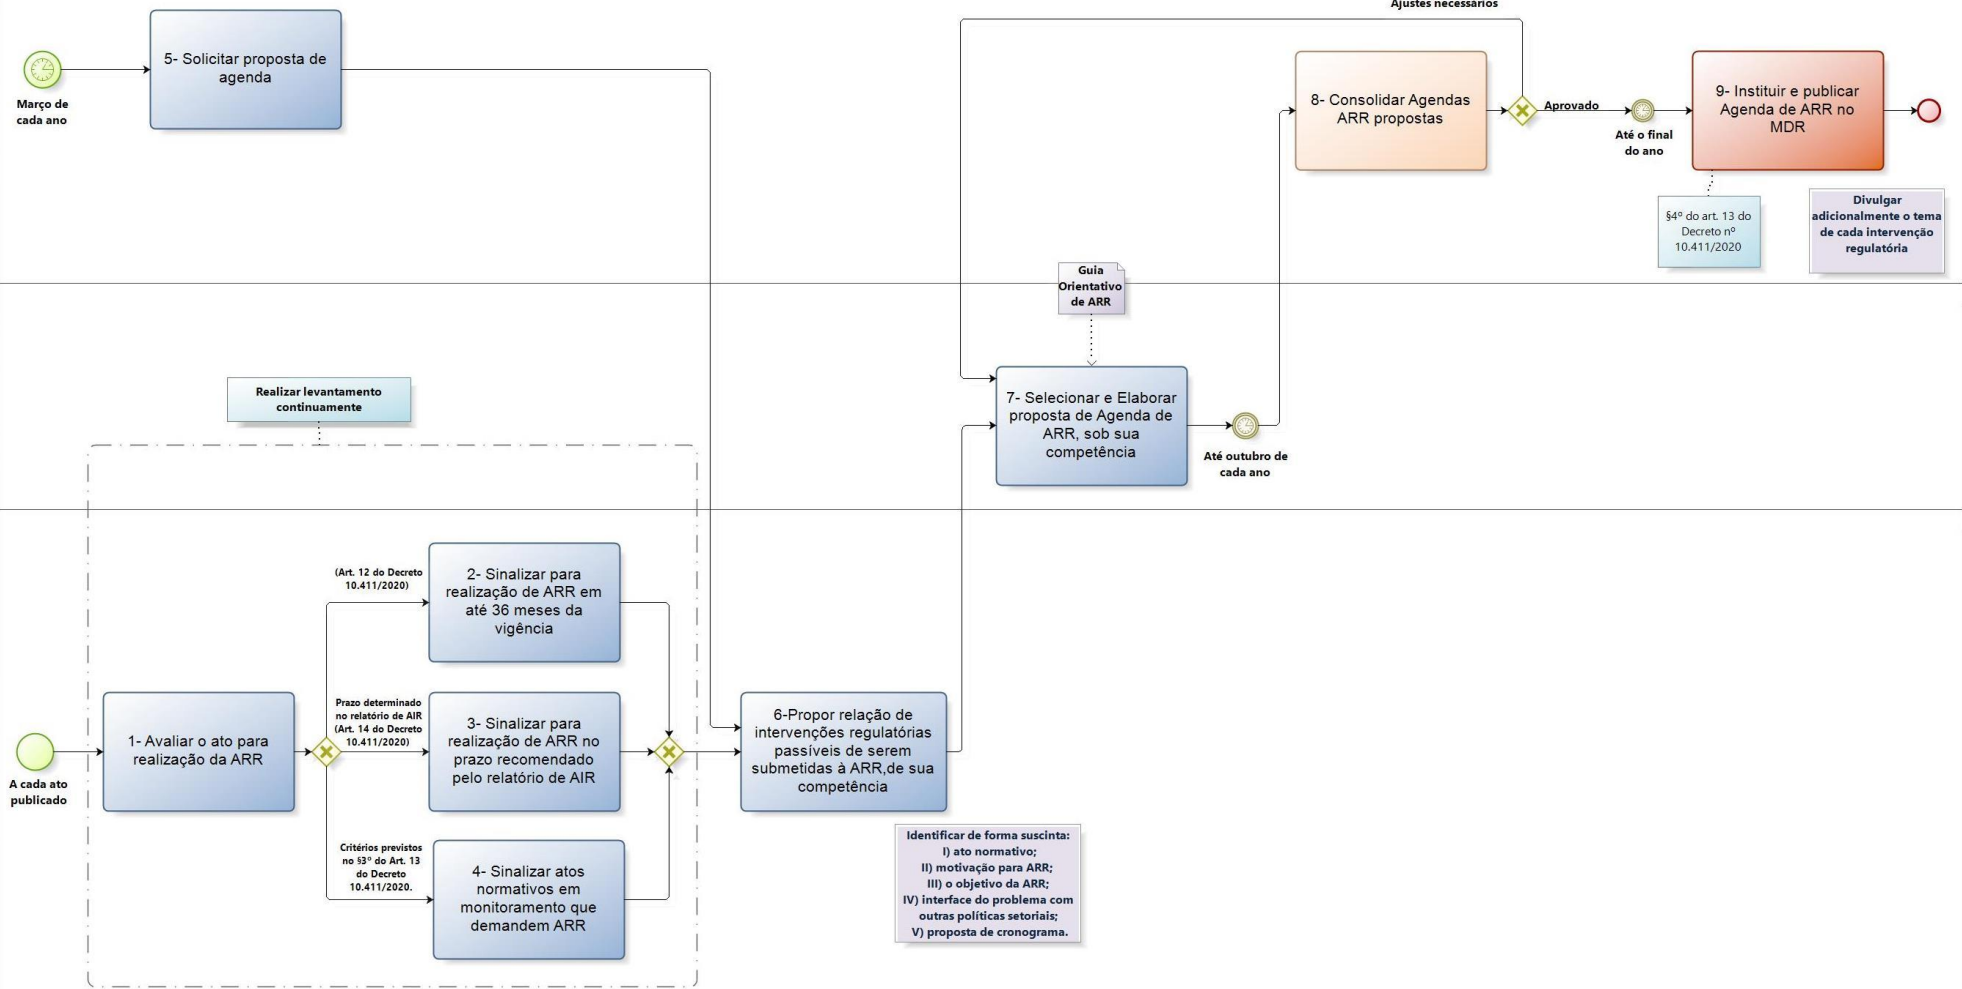 Ajustes necessários
5- Solicitar proposta de
agenda
Março de
cada ano
8- Consolidar Agendas
ARR propostas
Aprovado
Até o final
do ano
9- Instituir e publicar
Agenda de ARR no
MDR
§4º do art. 13 do
Decreto nº
10.411/2020
Divulgar
adicionalmente o tema
de cada intervenção
regulatória
Guia
Orientativo
de ARR
Realizar levantamento
continuamente
7- Selecionar e Elaborar
proposta de Agenda de
ARR, sob sua
competência
Até outubro de
cada ano
(Art. 12 do Decreto
10.411/2020)
2- Sinalizar para
realização de ARR em
até 36 meses da
vigência
A cada ato
publicado
1- Avaliar o ato para
realização da ARR
Prazo determinado
no relatório de AIR
(Art. 14 do Decreto
10.411/2020)
3- Sinalizar para
realização de ARR no
prazo recomendado
pelo relatório de AIR
Critérios previstos
no §3º do Art. 13
do Decreto
10.411/2020.
4- Sinalizar atos
normativos em
monitoramento que
demandem ARR
6-Propor relação de
intervenções regulatórias
passíveis de serem
submetidas à ARR,de sua
competência
Identificar de forma suscinta:
I) ato normativo;
II) motivação para ARR;
III) o objetivo da ARR;
IV) interface do problema com
outras políticas setoriais;
V) proposta de cronograma.